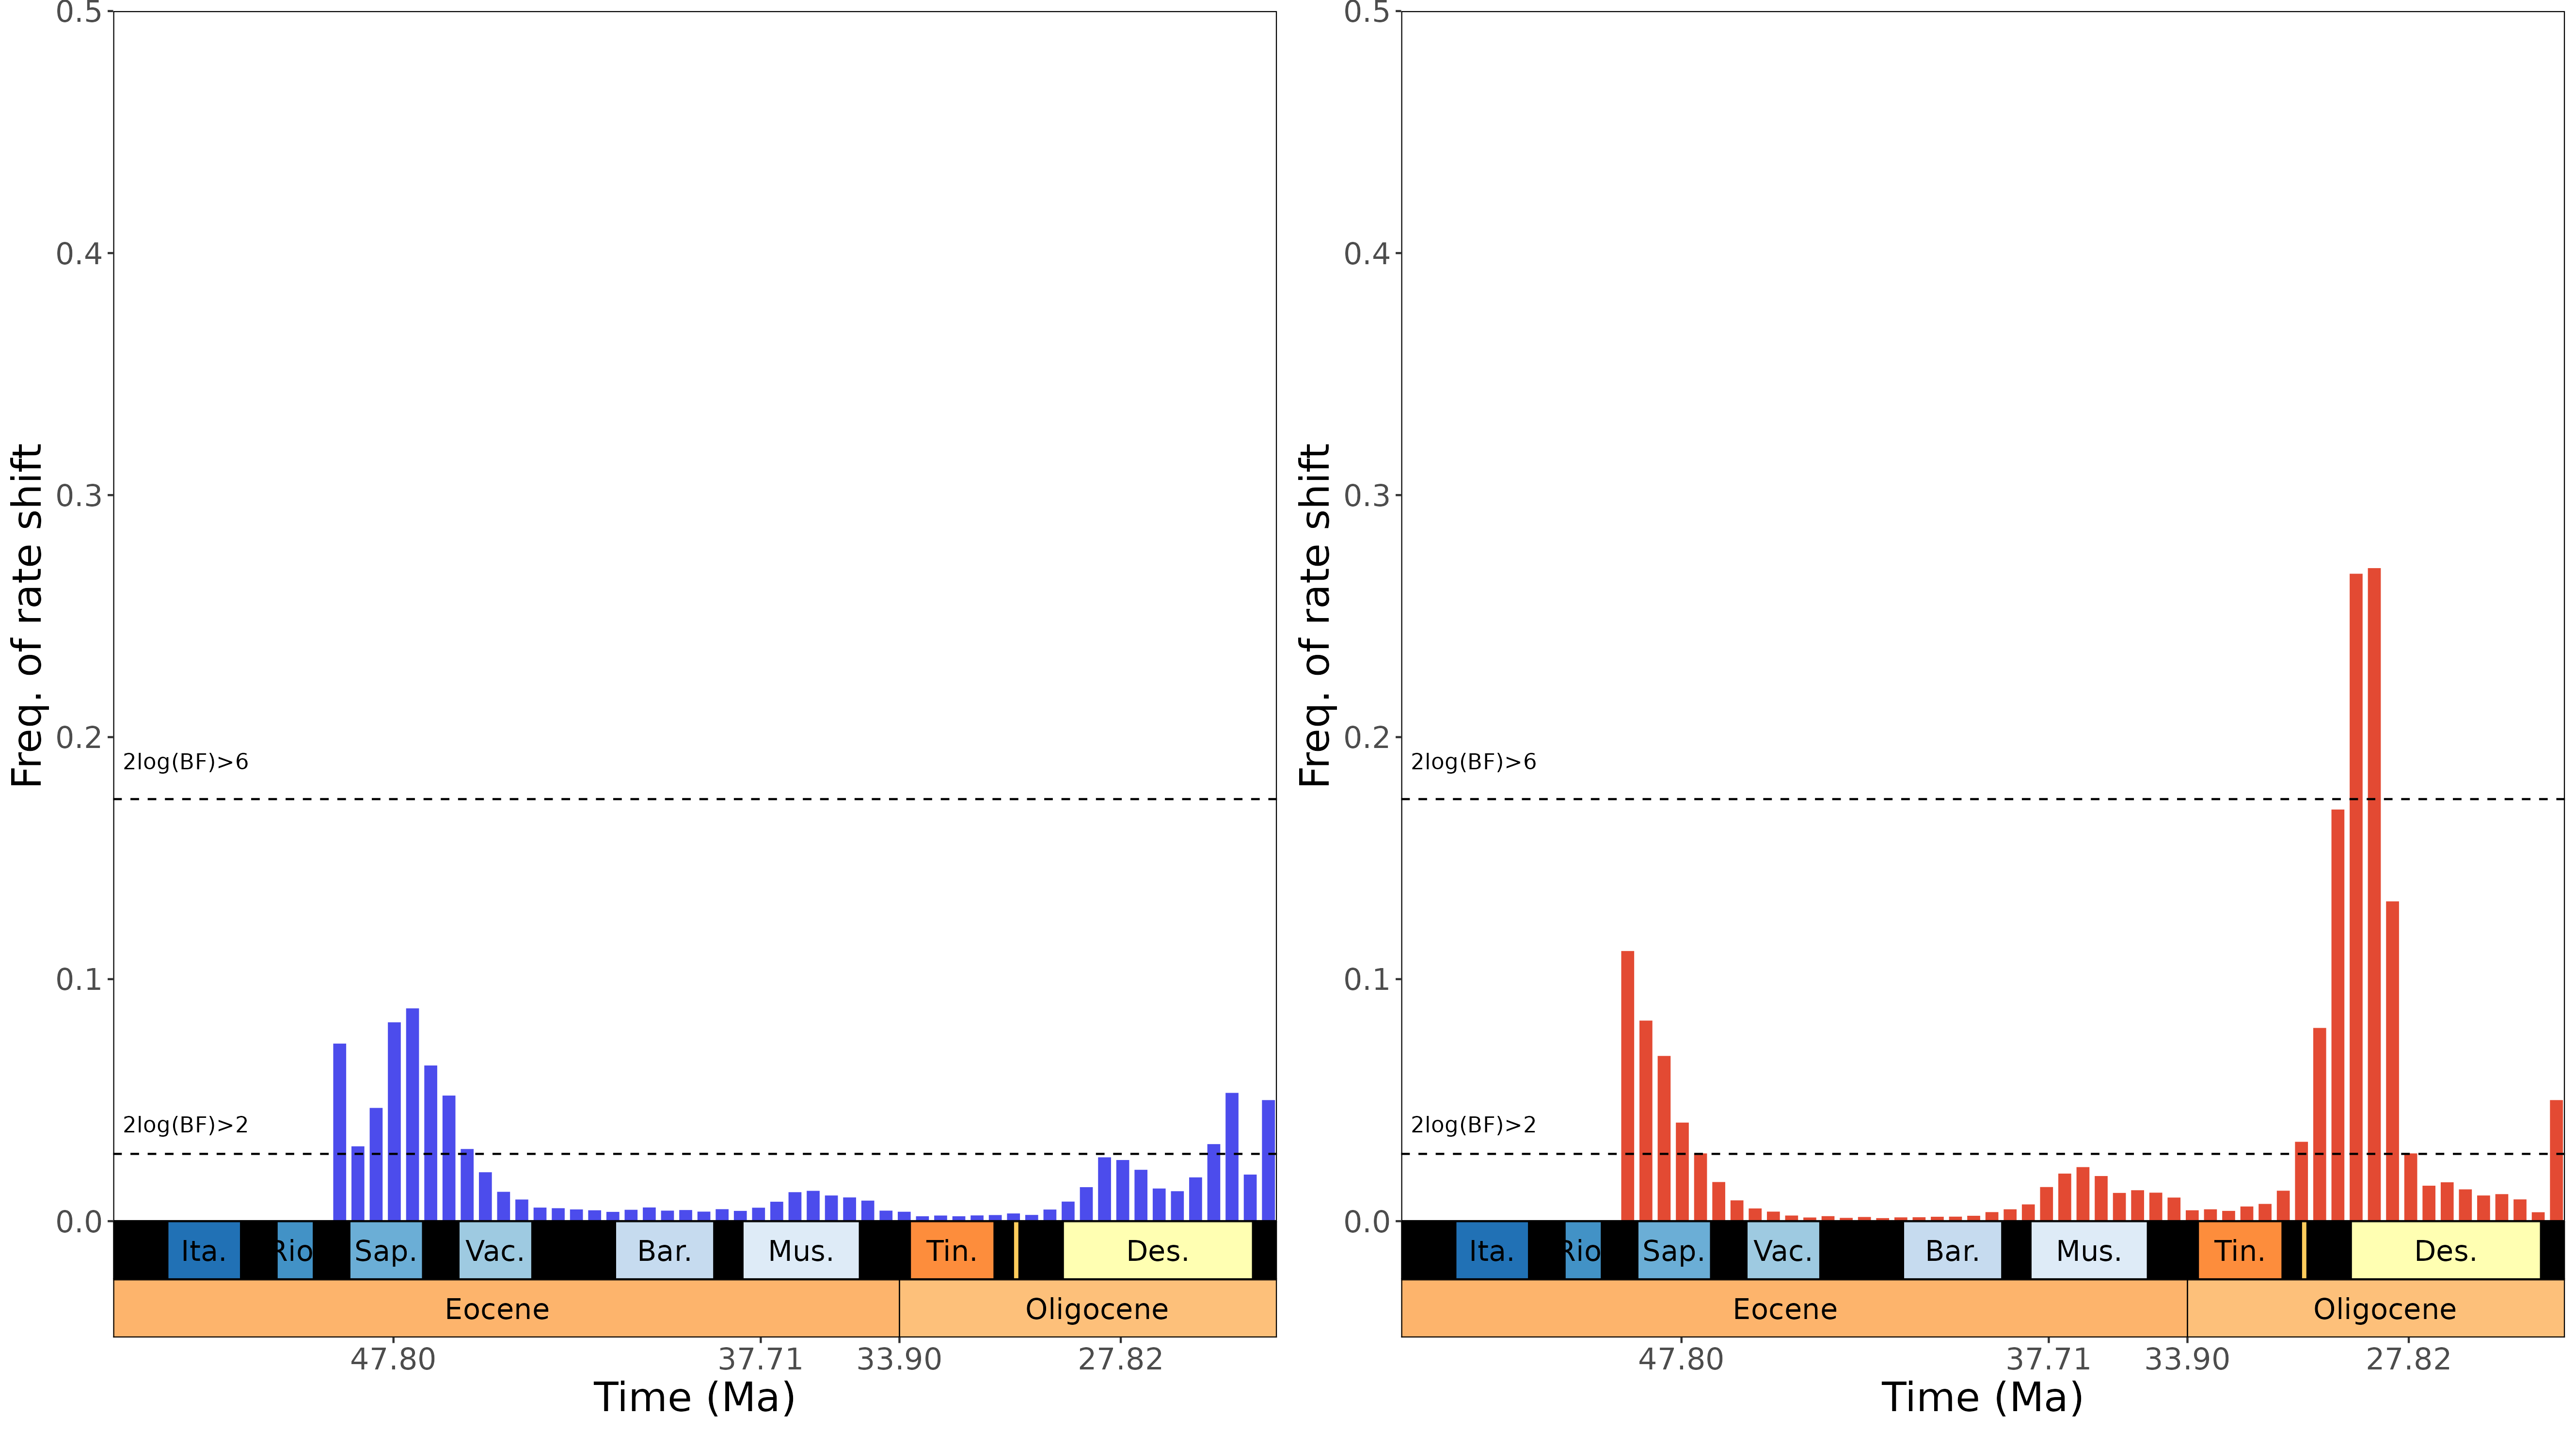 Freq. of rate shift
0.5
0.4
0.3
0.2
0.1
0.0
2log(BF)>6
2log(BF)>2
Ita. Rio Sap. Vac. Bar. Mus. Tin. Des.
Eocene Oligocene
47.80 37.71 33.90 27.82
Time (Ma)
Freq. of rate shift
0.5
0.4
0.3
0.2
0.1
0.0
2log(BF)>6
2log(BF)>2
Ita. Rio Sap. Vac. Bar. Mus. Tin. Des.
Eocene Oligocene
47.80 37.71 33.90 27.82
Time (Ma)